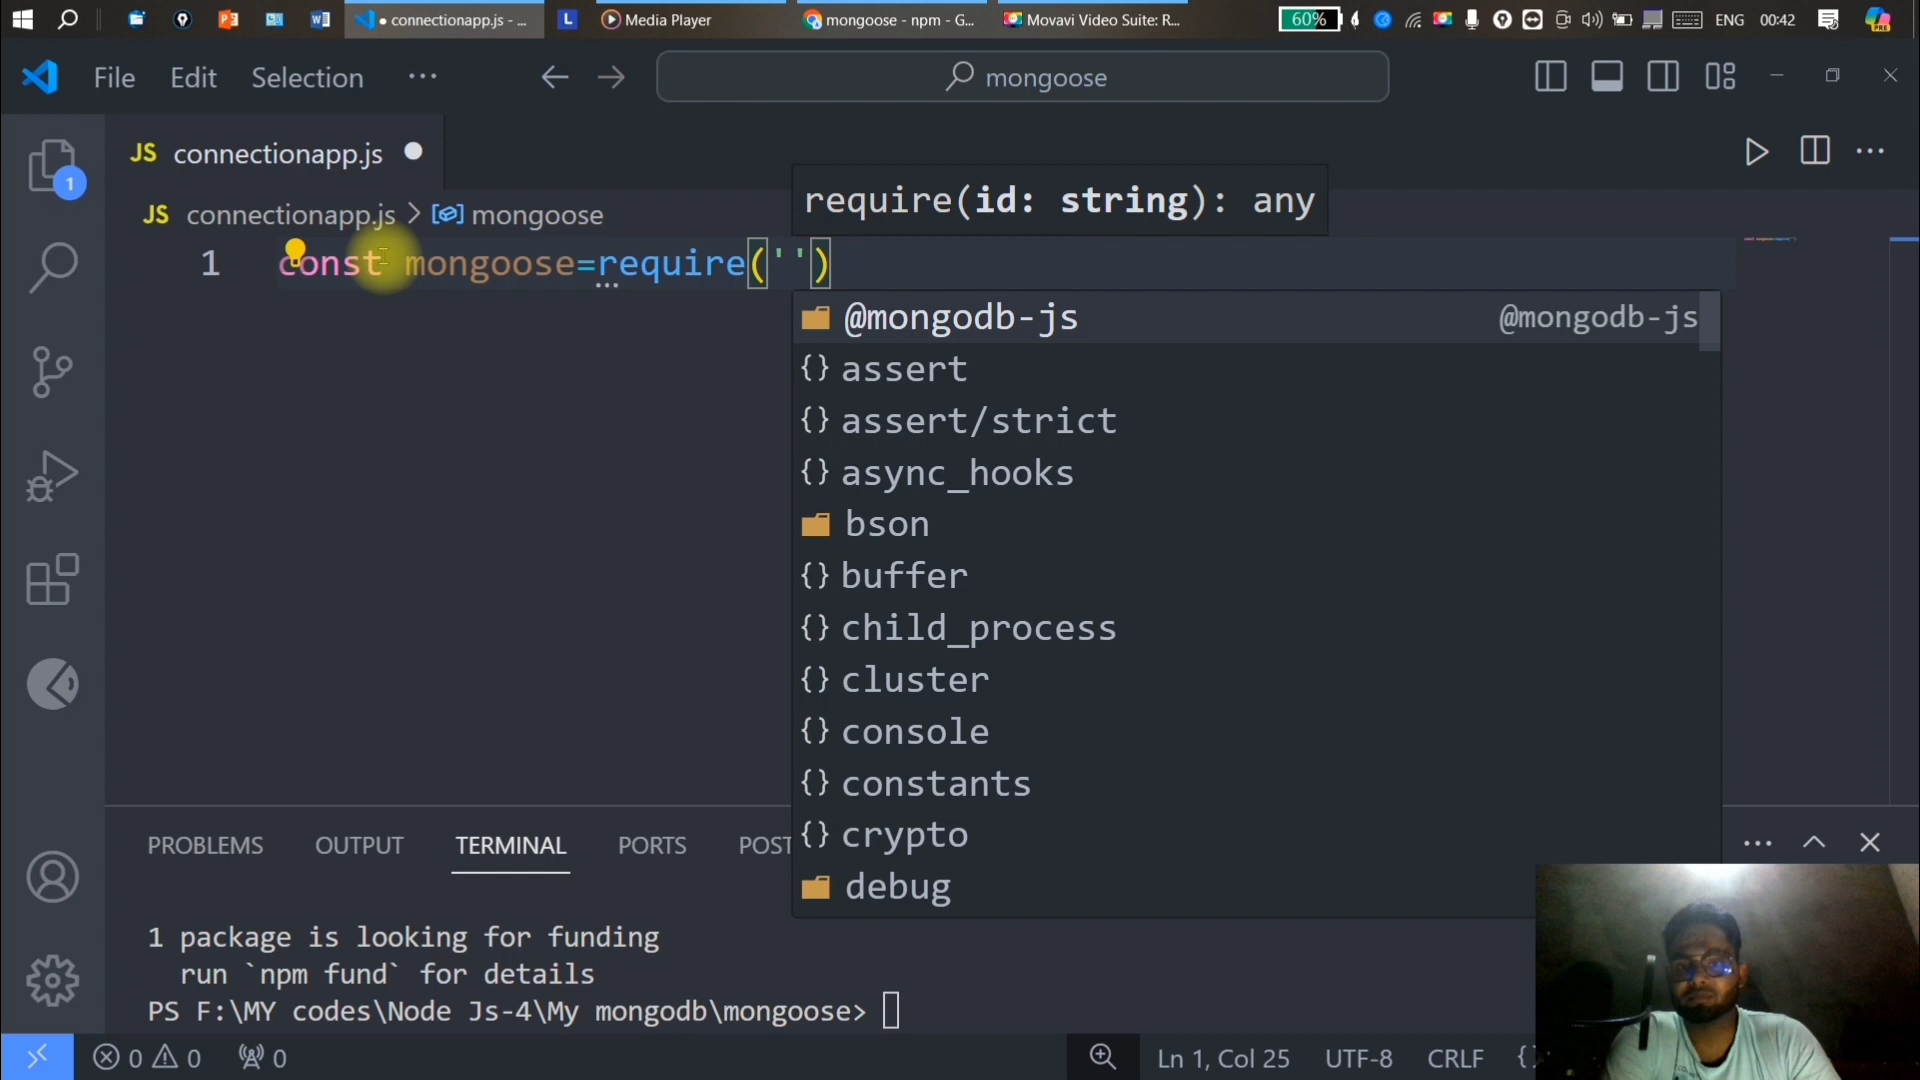 connectionapp.js - ...
L
Media Player
mongoose - npm - G...
Movavi Video Suite: R...
60%
ENG
00:42
File
Edit
Selection
...
mongoose
JS connectionapp.js
...
require(id: string): any
JS connectionapp.js > mongoose
1 const mongoose=require('')
@mongodb-js
@mongodb-js
assert
assert/strict
async_hooks
bson
buffer
child_process
cluster
console
constants
crypto
debug
1
PROBLEMS
OUTPUT
TERMINAL
PORTS
POST
...
1 package is looking for funding
run `npm fund` for details
PS F:\MY codes\Node Js-4\My mongodb\mongoose>
0
0
0
Ln 1, Col 25
UTF-8
CRLF
{